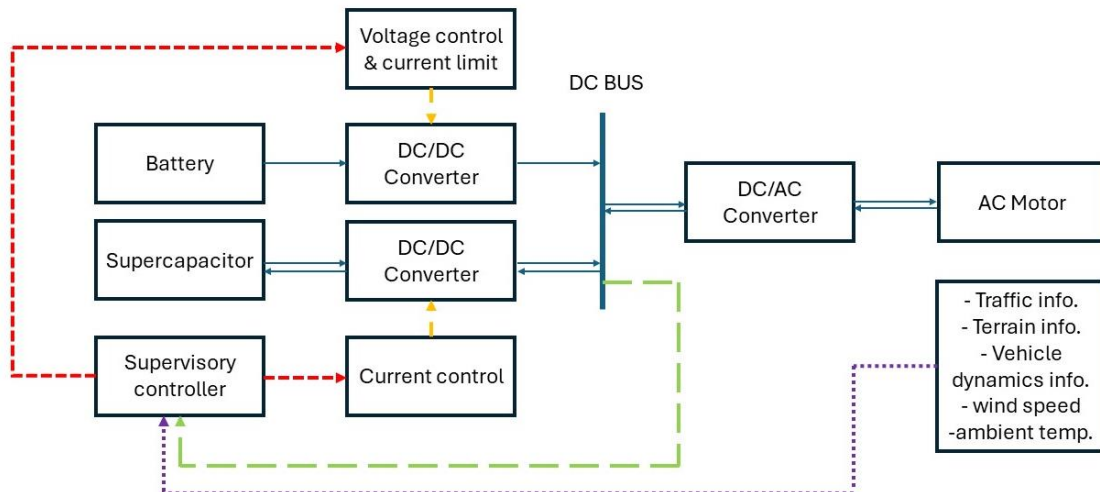 Voltage control
& current limit
DC BUS
Battery
DC/DC
Converter
DC/AC
Converter
AC Motor
Supercapacitor
DC/DC
Converter
Supervisory
controller
Current control
- Traffic info.
- Terrain info.
- Vehicle
dynamics info.
- wind speed
-ambient temp.